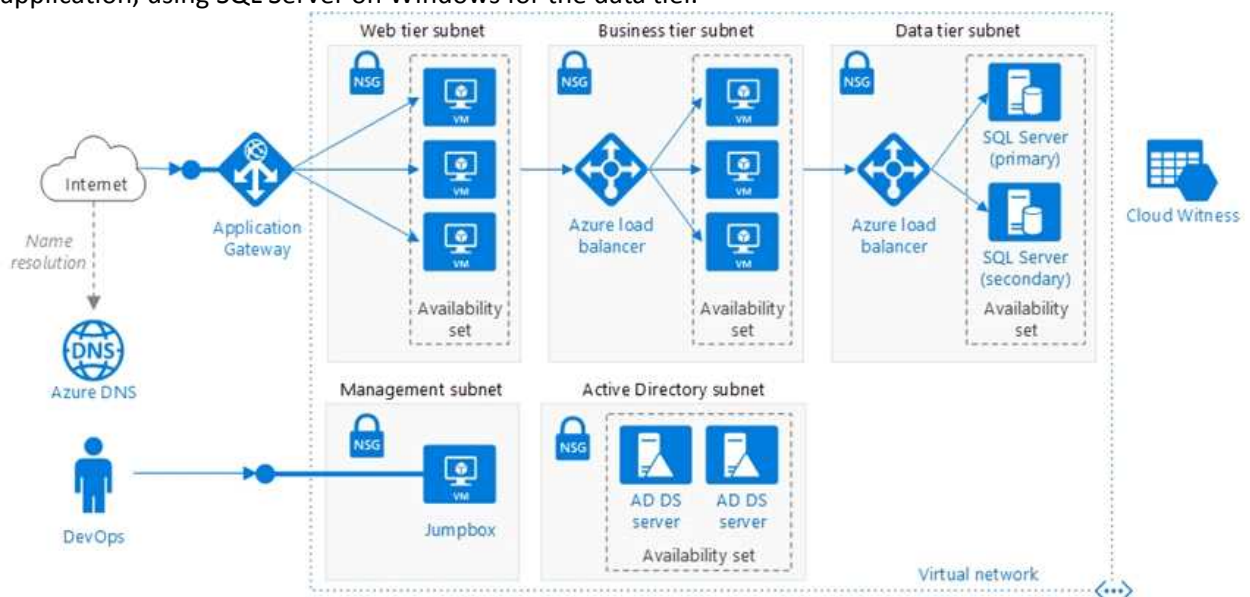 application, using SQL Server on Windows for the data tier.
Web tier subnet
Business tier subnet
Data tier subnet
NSG
NSG
NSG
VM
VM
VM
VM
VM
VM
SQL Server
(primary)
SQL Server
(secondary)
Internet
Application
Gateway
Azure load
balancer
Azure load
balancer
Cloud Witness
Name
resolution
Availability
set
Availability
set
Availability
set
DNS
Azure DNS
Management subnet
Active Directory subnet
NSG
NSG
VM
Jumpbox
AD DS
server
AD DS
server
Availability set
DevOps
Virtual network